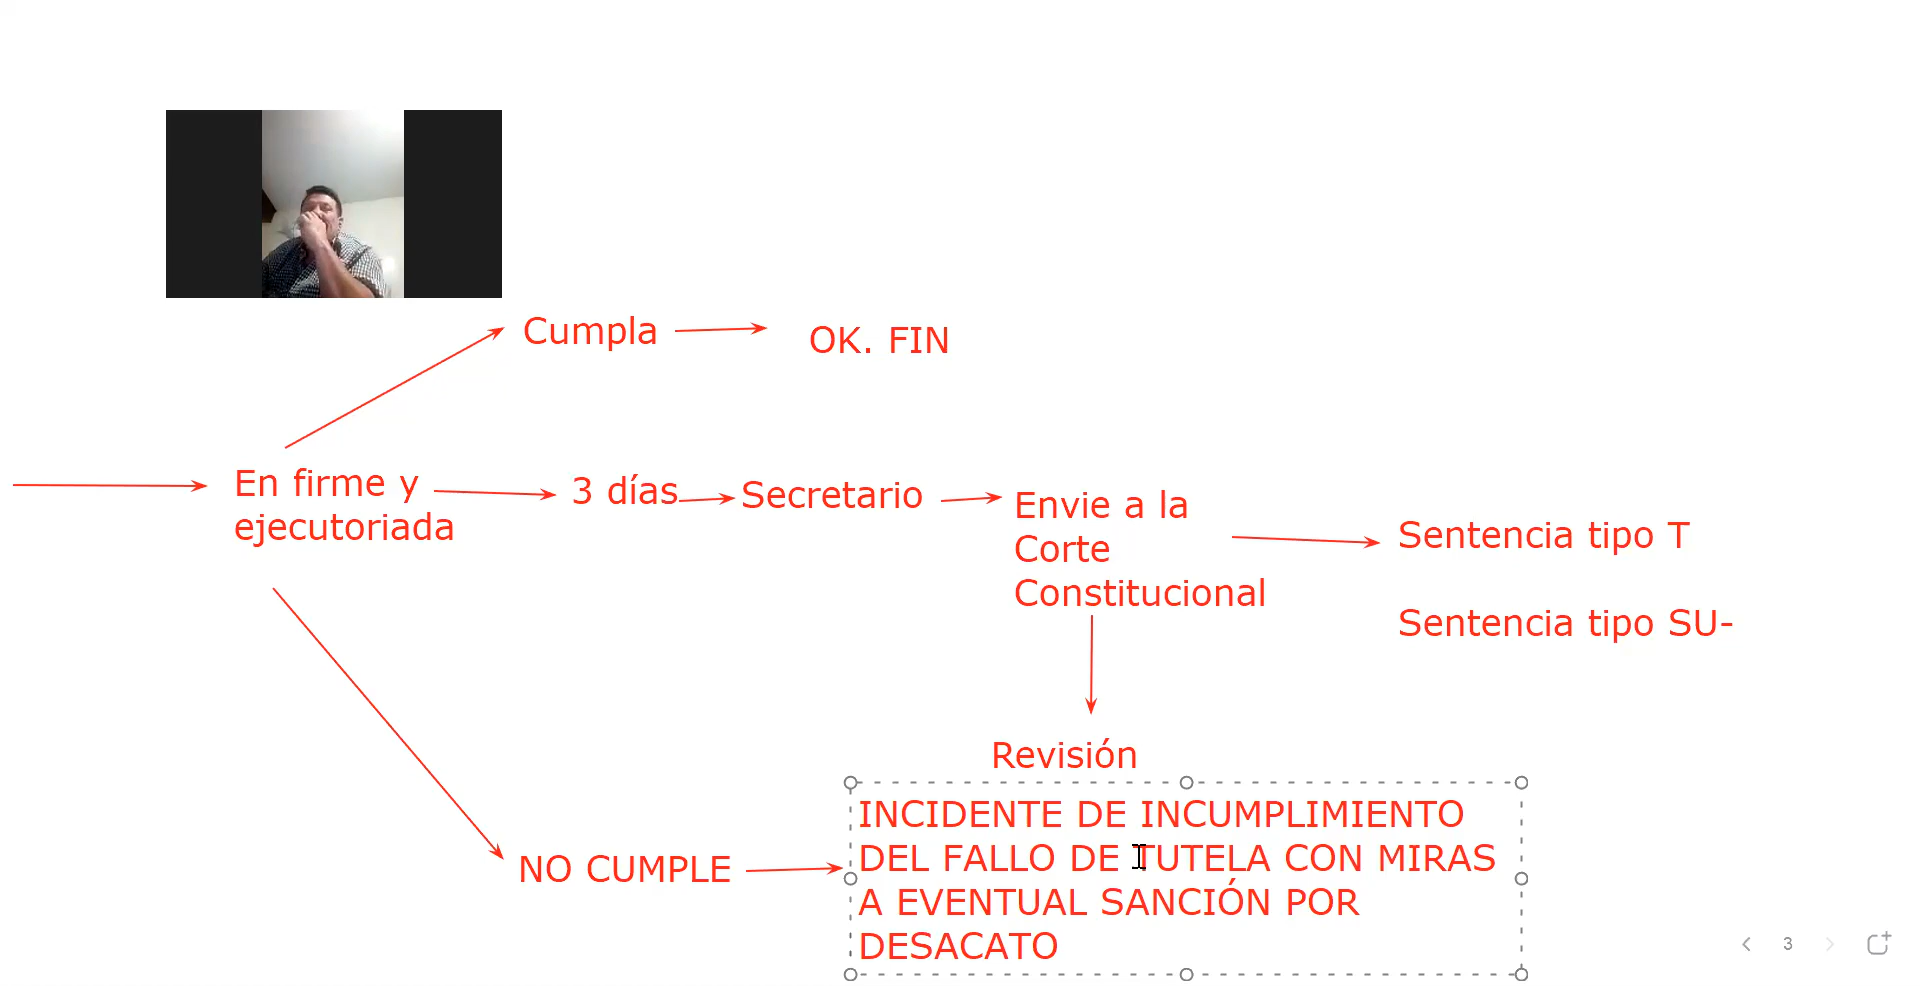 Cumpla
OK. FIN
En firme y
ejecutoriada
3 días
Secretario
Envie a la
Corte
Constitucional
Sentencia tipo T
Sentencia tipo SU-
Revisión
NO CUMPLE
INCIDENTE DE INCUMPLIMIENTO
DEL FALLO DE TUTELA CON MIRAS
A EVENTUAL SANCIÓN POR
DESACATO
3